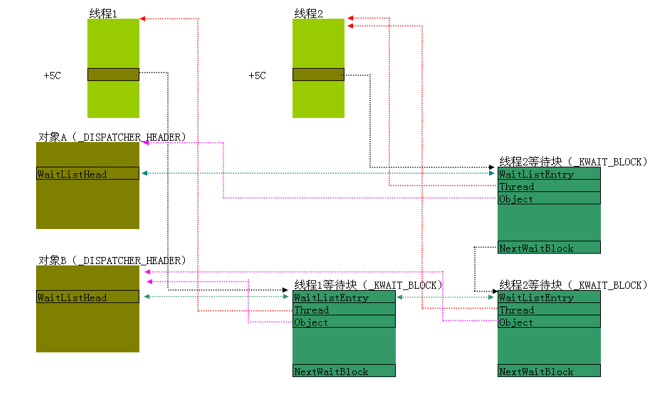 线程1
线程2
+5C
+5C
对象A（_DISPATCHER_HEADER）
WaitListHead
线程2等待块（_KWAIT_BLOCK）
WaitListEntry
Thread
Object
NextWaitBlock
对象B（_DISPATCHER_HEADER）
WaitListHead
线程1等待块（_KWAIT_BLOCK）
WaitListEntry
Thread
Object
NextWaitBlock
线程2等待块（_KWAIT_BLOCK）
WaitListEntry
Thread
Object
NextWaitBlock